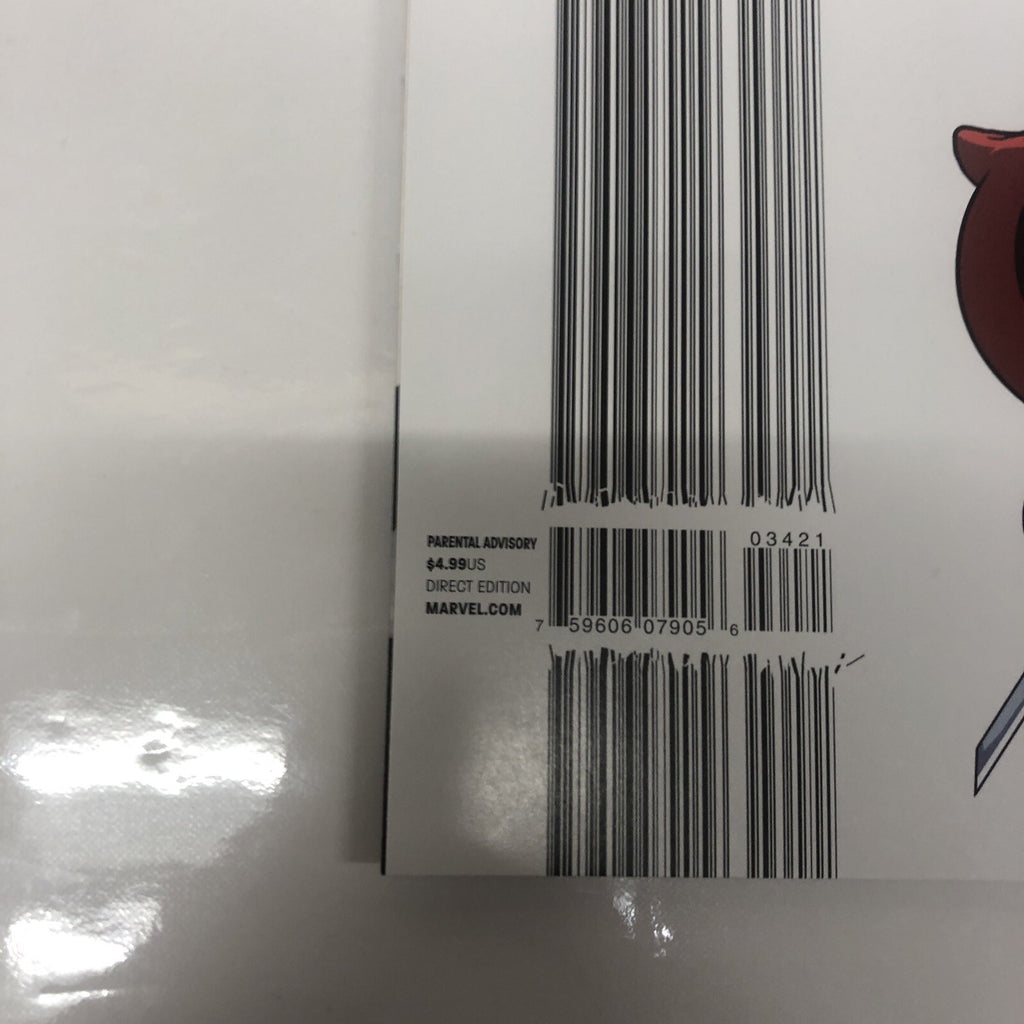 PARENTAL ADVISORY
$4.99US
DIRECT EDITION
MARVEL.COM
03421
7 59606 07905 6